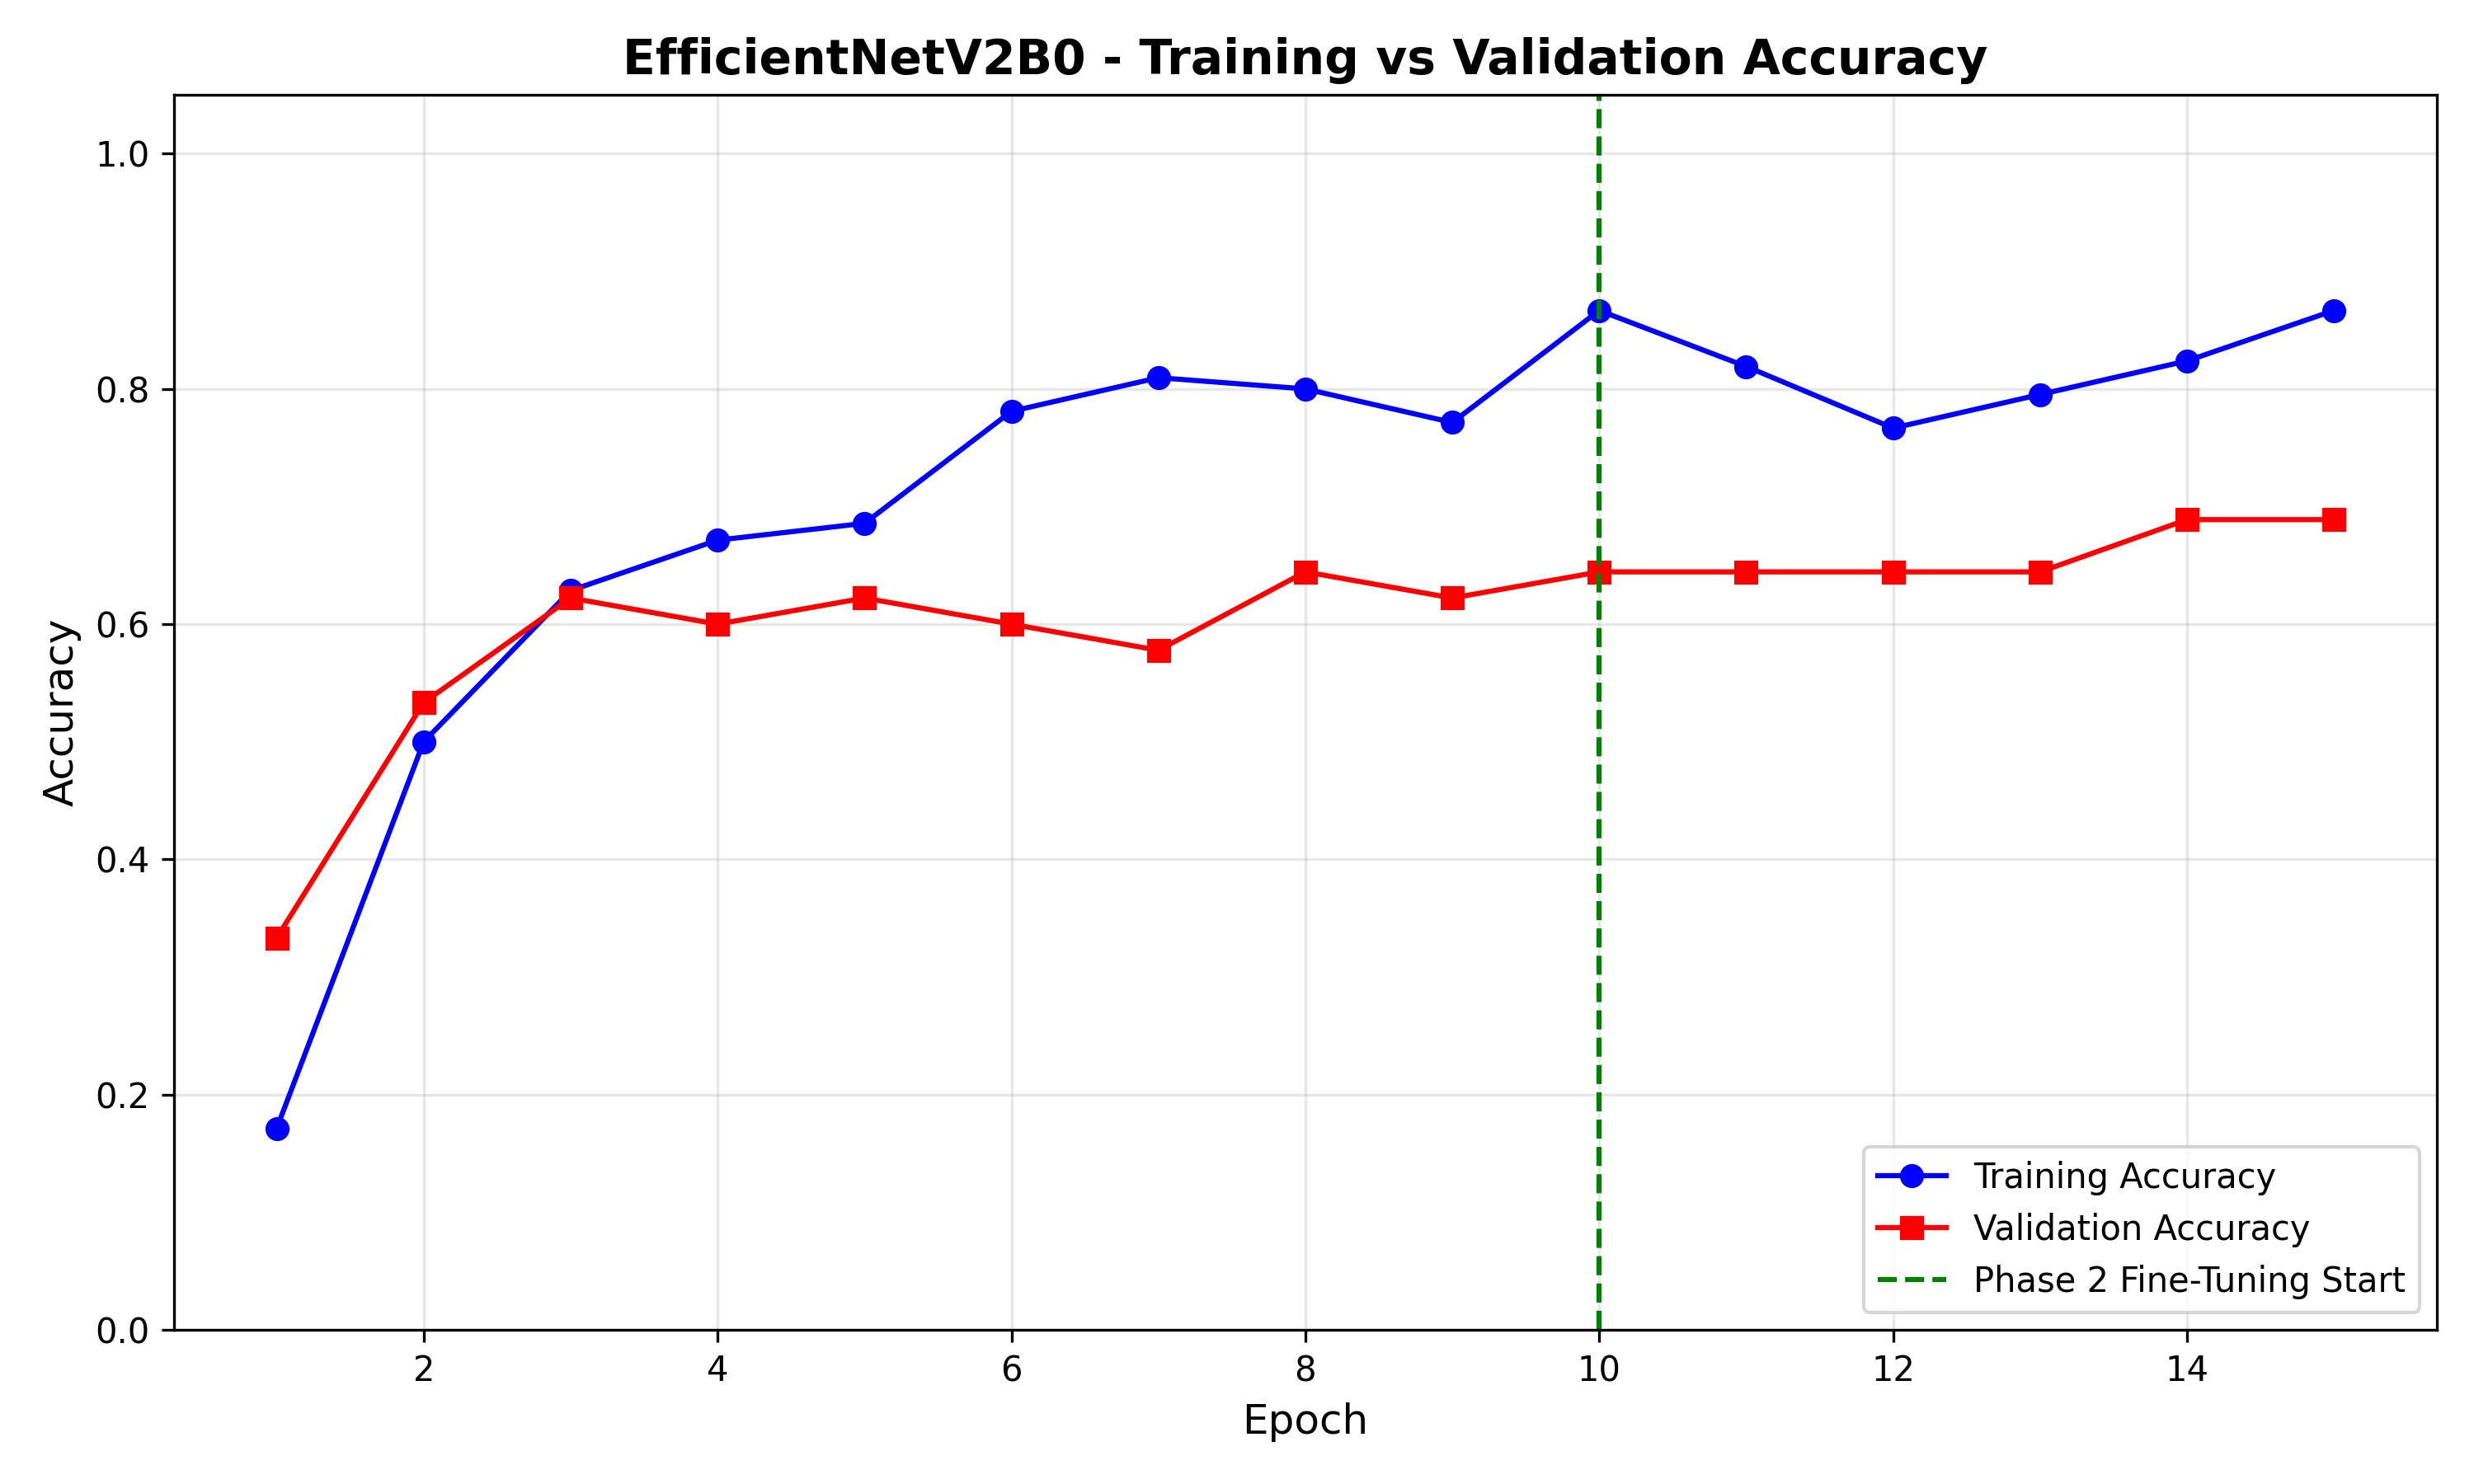 EfficientNetV2B0 - Training vs Validation Accuracy
1.0
0.8
0.6
0.4
0.2
0.0
Accuracy
2 4 6 8 10 12 14
Epoch
Training Accuracy
Validation Accuracy
Phase 2 Fine-Tuning Start